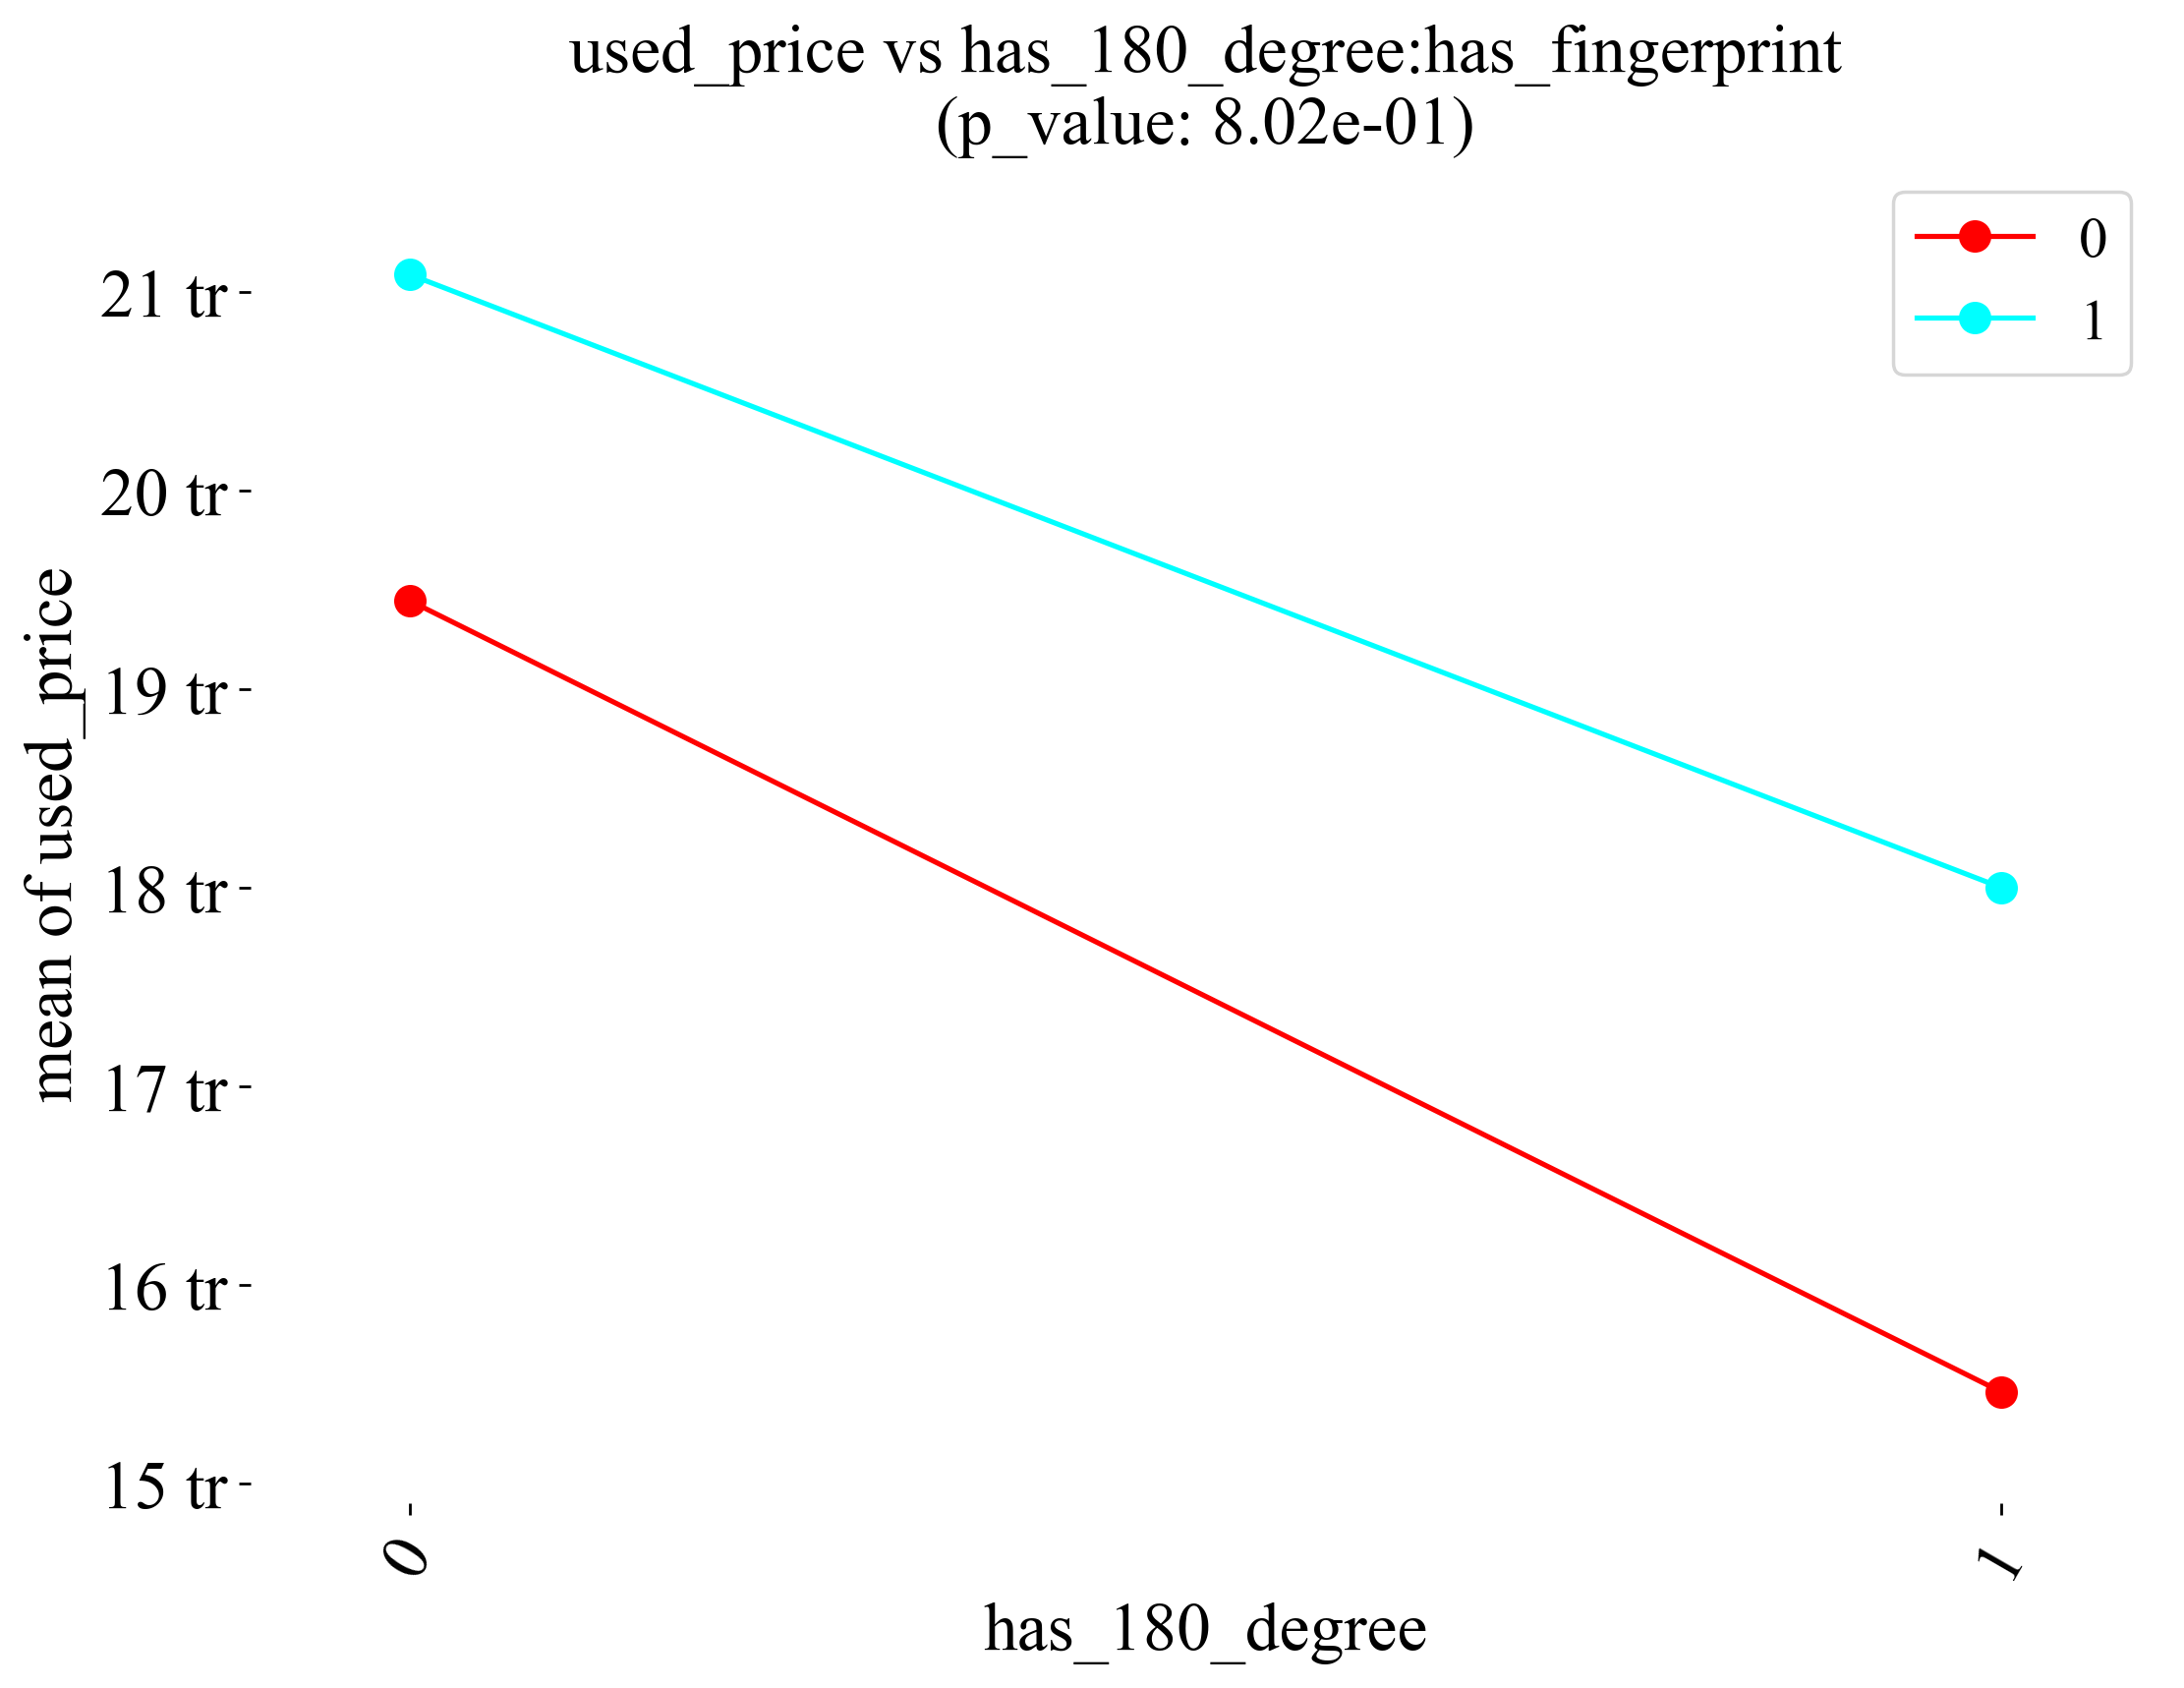 used_price vs has_180_degree:has_fingerprint
(p_value: 8.02e-01)
0
1
21 tr
20 tr
19 tr
18 tr
17 tr
16 tr
15 tr
mean of used_price
0
1
has_180_degree